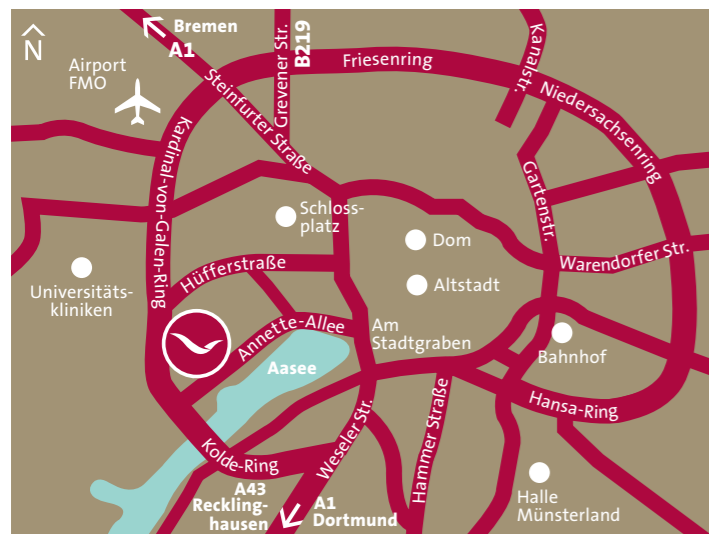 N
Bremen
A1
Grevener Str.
B219
Airport
FMO
Friesenring
Kanalstr.
Steinfurter Straße
Niedersachsenring
Kardinal-von-Galen-Ring
Gartenstr.
Schloss-
platz
Dom
Warendorfer Str.
Hüfferstraße
Altstadt
Universitäts-
kliniken
Annette-Allee
Am
Stadtgraben
Bahnhof
Aasee
Hansa-Ring
Kolde-Ring
Weseler Str.
Hammer Straße
A43
Reckling-
hausen
A1
Dortmund
Halle
Münsterland